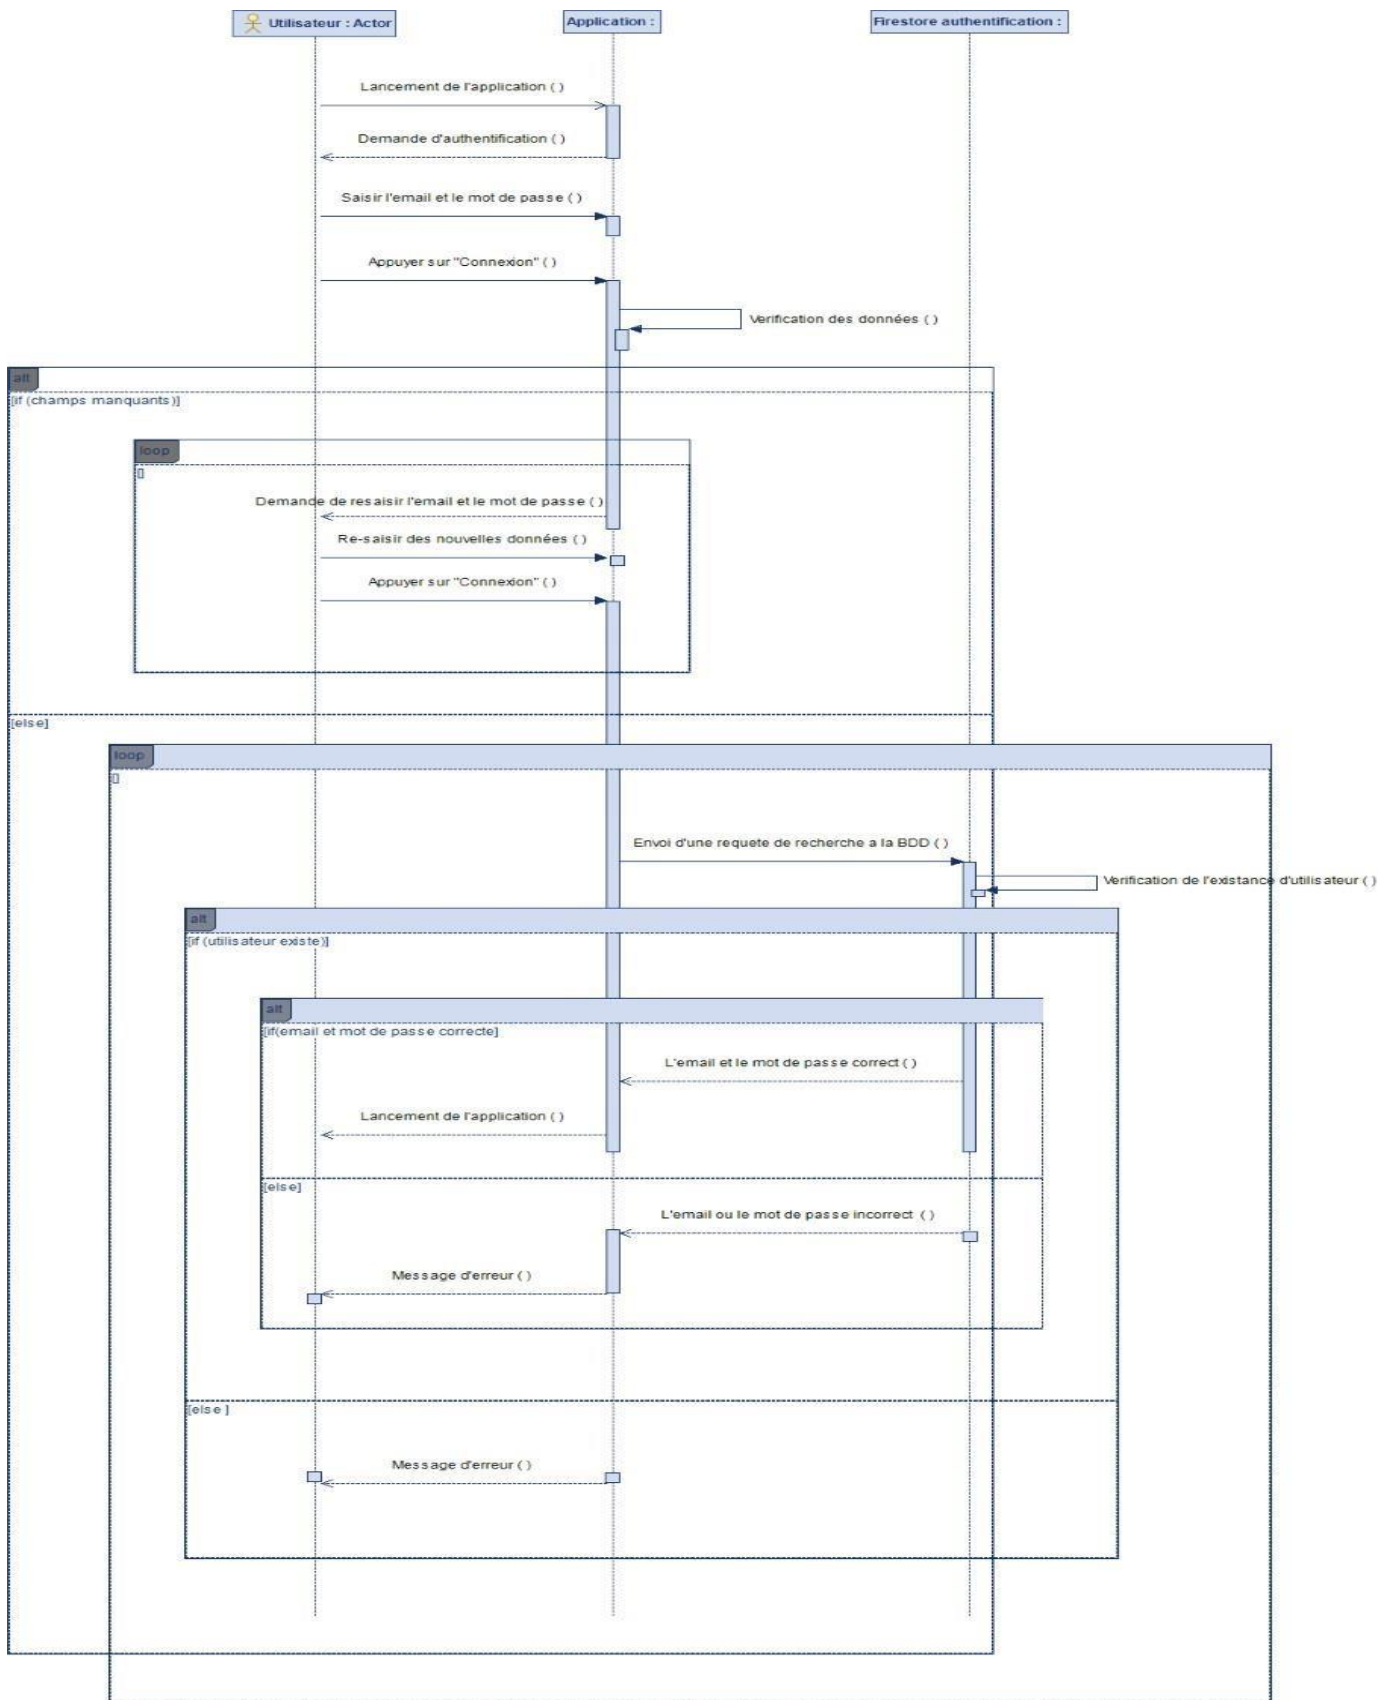 Utilisateur : Actor
Application :
Firestore authentification :
Lancement de l'application ( )
Demande d'authentification ( )
Saisir l'email et le mot de passe ( )
Appuyer sur "Connexion" ( )
Verification des données ( )
alt
[if (champs manquants)]
loop
[]
Demande de resaisir l'email et le mot de passe ( )
Re-saisir des nouvelles données ( )
Appuyer sur "Connexion" ( )
[else]
loop
[]
Envoi d'une requete de recherche a la BDD ( )
Verification de l'existance d'utilisateur ( )
alt
[if (utilisateur existe)]
alt
[if(email et mot de passe correcte]
L'email et le mot de passe correct ( )
Lancement de l'application ( )
[else]
L'email ou le mot de passe incorrect ( )
Message d'erreur ( )
[else ]
Message d'erreur ( )